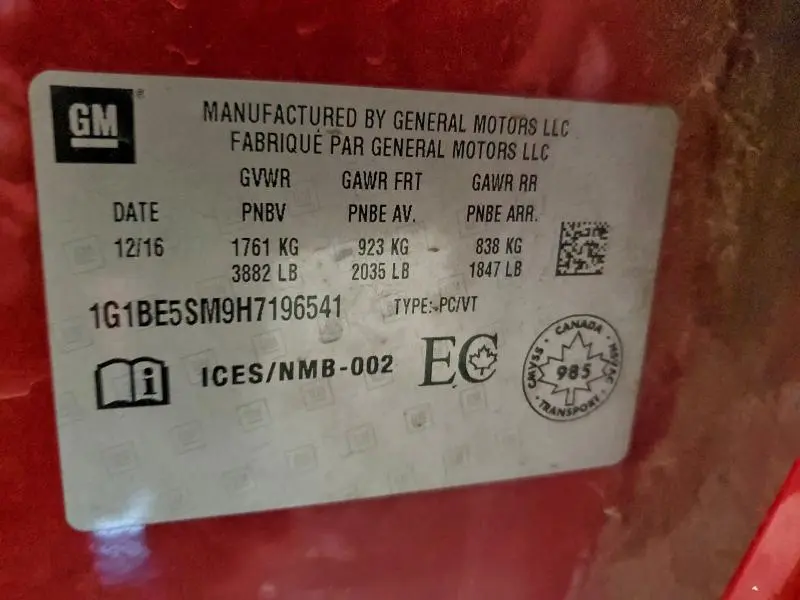 GM
MANUFACTURED BY GENERAL MOTORS LLC
FABRIQUÉ PAR GENERAL MOTORS LLC
GVWR GAWR FRT GAWR RR
DATE PNBV PNBE AV. PNBE ARR.
12/16 1761 KG 923 KG 838 KG
3882 LB 2035 LB 1847 LB
1G1BE5SM9H7196541 TYPE:-PC/VT
i ICES/NMB-002 EC
CANADA
CMVSS 985 NSVAC
TRANSPORT